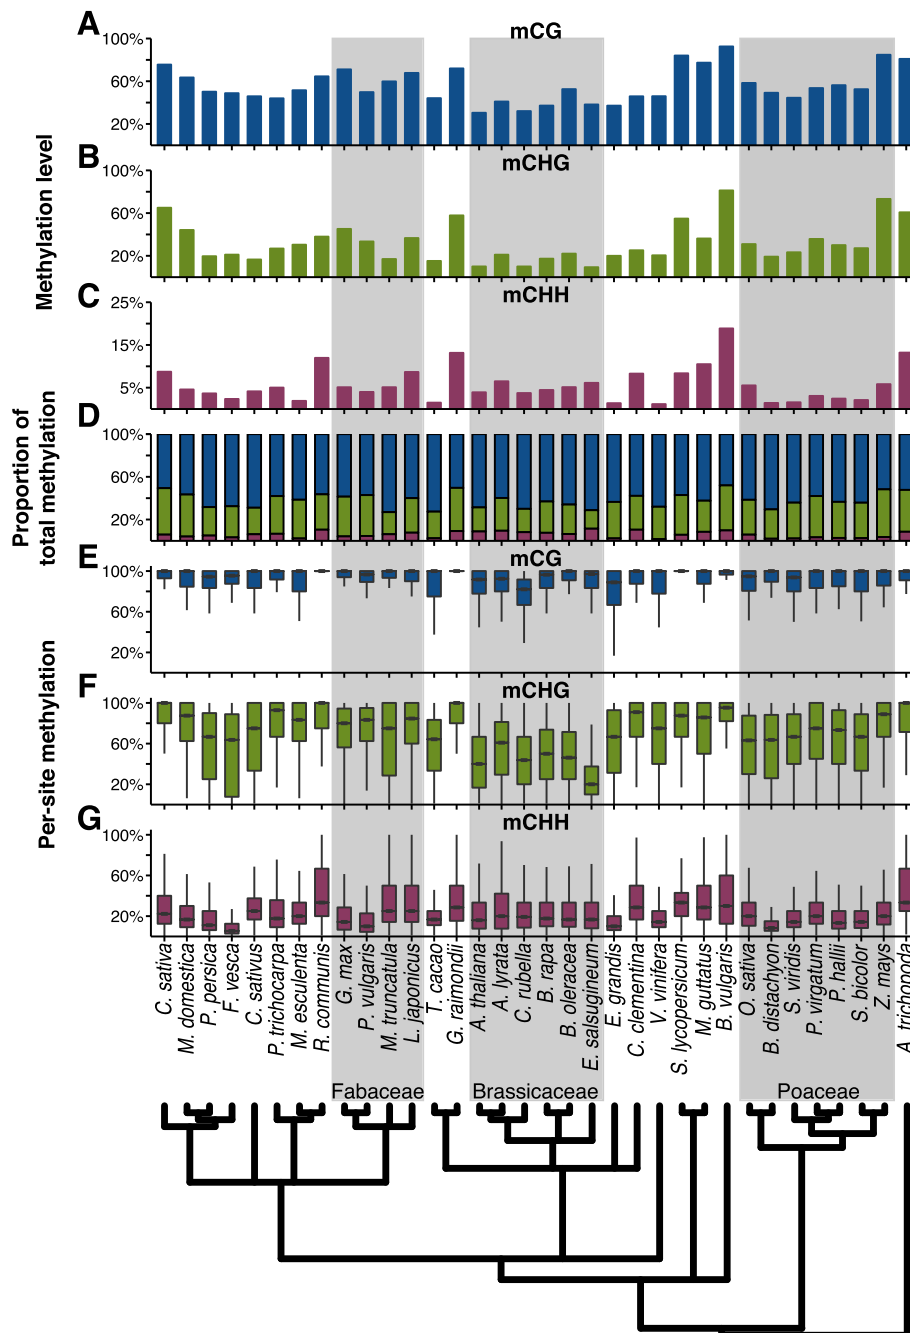 A
mCG
100%
60%
20%
B
mCHG
100%
60%
20%
C
mCHH
25%
15%
5%
Methylation level
D
100%
60%
20%
Proportion of
total methylation
E
mCG
100%
60%
20%
F
mCHG
100%
60%
20%
G
mCHH
100%
60%
20%
Per-site methylation
C. sativa
M. domestica
P. persica
F. vesca
C. sativus
P. trichocarpa
M. esculenta
R. communis
G. max
P. vulgaris
M. truncatula
L. japonicus
T. cacao
G. raimondii
A. thaliana
A. lyrata
C. rubella
B. rapa
B. oleracea
E. salsugineum
E. grandis
C. clementina
V. vinifera
S. lycopersicum
M. guttatus
B. vulgaris
O. sativa
B. distachyon
S. viridis
P. virgatum
P. hallii
S. bicolor
Z. mays
A. trichopoda
Fabaceae
Brassicaceae
Poaceae